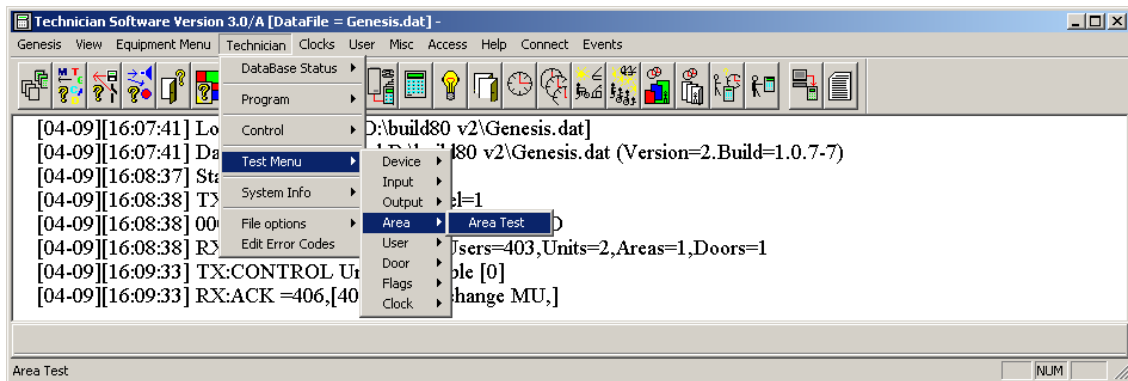 Technician Software Version 3.0/A [DataFile = Genesis.dat] -
Genesis View Equipment Menu Technician Clocks User Misc Access Help Connect Events
DataBase Status
Program
Control
Test Menu
System Info
File options
Edit Error Codes
Device
Input
Output
Area
User
Door
Flags
Clock
Area Test
[04-09][16:07:41] Lo D:\build80 v2\Genesis.dat]
[04-09][16:07:41] Da 80 v2\Genesis.dat (Version=2.Build=1.0.7-7)
[04-09][16:08:37] Sta
[04-09][16:08:38] TX el=1
[04-09][16:08:38] 00
[04-09][16:08:38] RX Users=403,Units=2,Areas=1,Doors=1
[04-09][16:09:33] TX:CONTROL Un ble [0]
[04-09][16:09:33] RX:ACK =406,[40 hange MU,]
Area Test
NUM